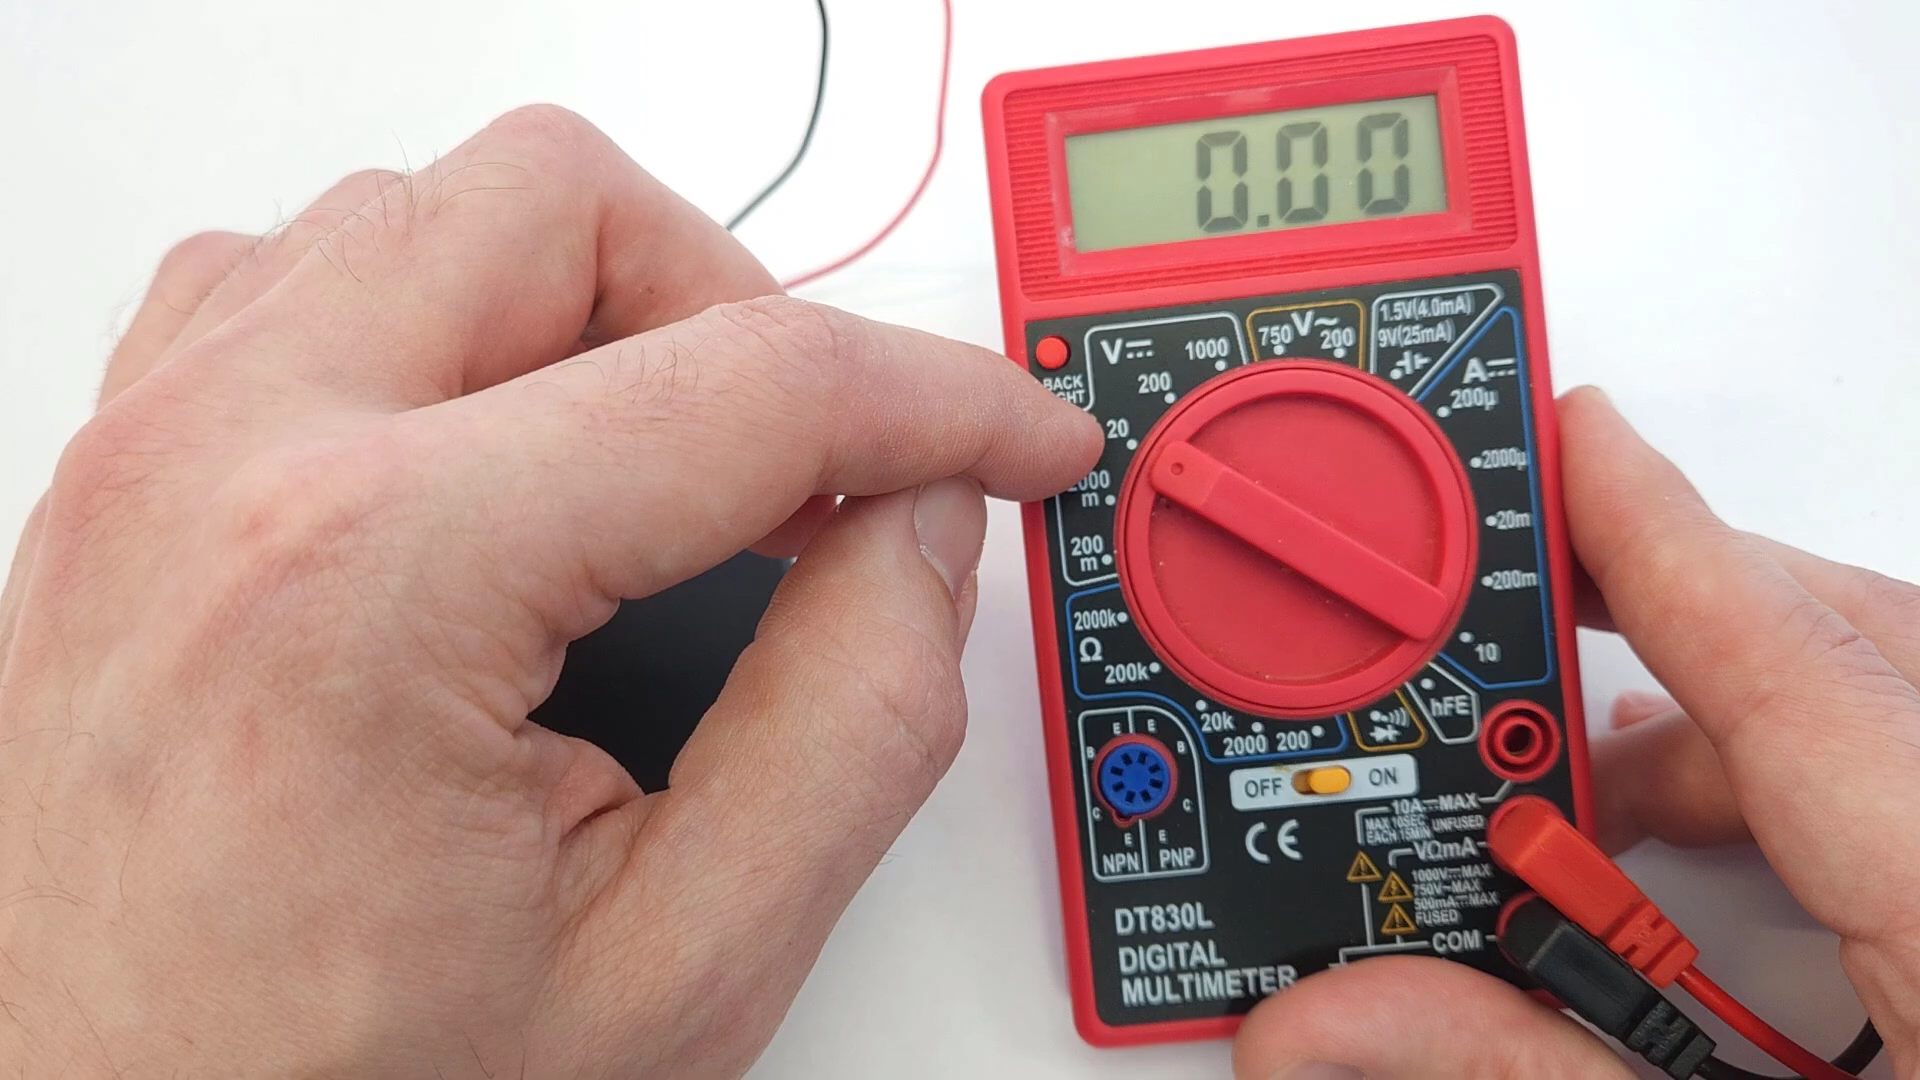 0.00
V⎓
1000
750
V~
200
1.5V(4.0mA)
9V(25mA)
A⎓
BACK
200
200µ
20
2000µ
m
20m
200
m
200m
2000k
Ω
200k
10
20k
2000
200
hFE
OFF
ON
E
E
B
B
C
C
E
E
NPN
PNP
10A⎓MAX
MAX 10SEC
EACH 15MIN
UNFUSED
VΩmA
1000V⎓MAX
750V~MAX
500mA⎓MAX
FUSED
COM
CE
DT830L
DIGITAL
MULTIMETER